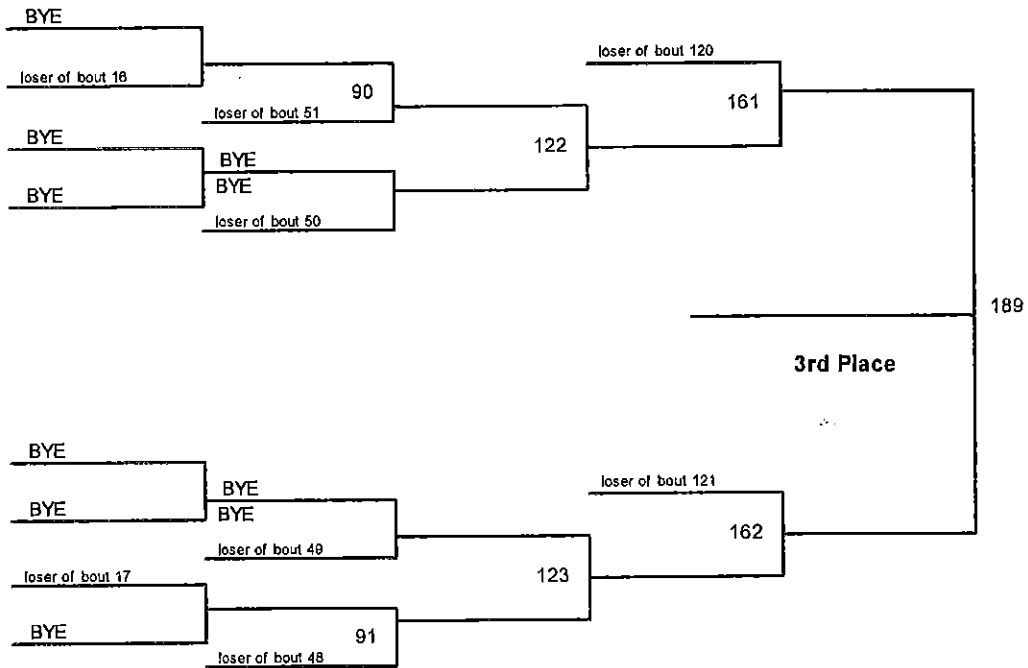 BYE
loser of bout 16
90
loser of bout 51
BYE
BYE
BYE
BYE
loser of bout 50
122
loser of bout 120
161
189
3rd Place
BYE
BYE
BYE
BYE
loser of bout 49
loser of bout 17
BYE
91
loser of bout 48
123
loser of bout 121
162